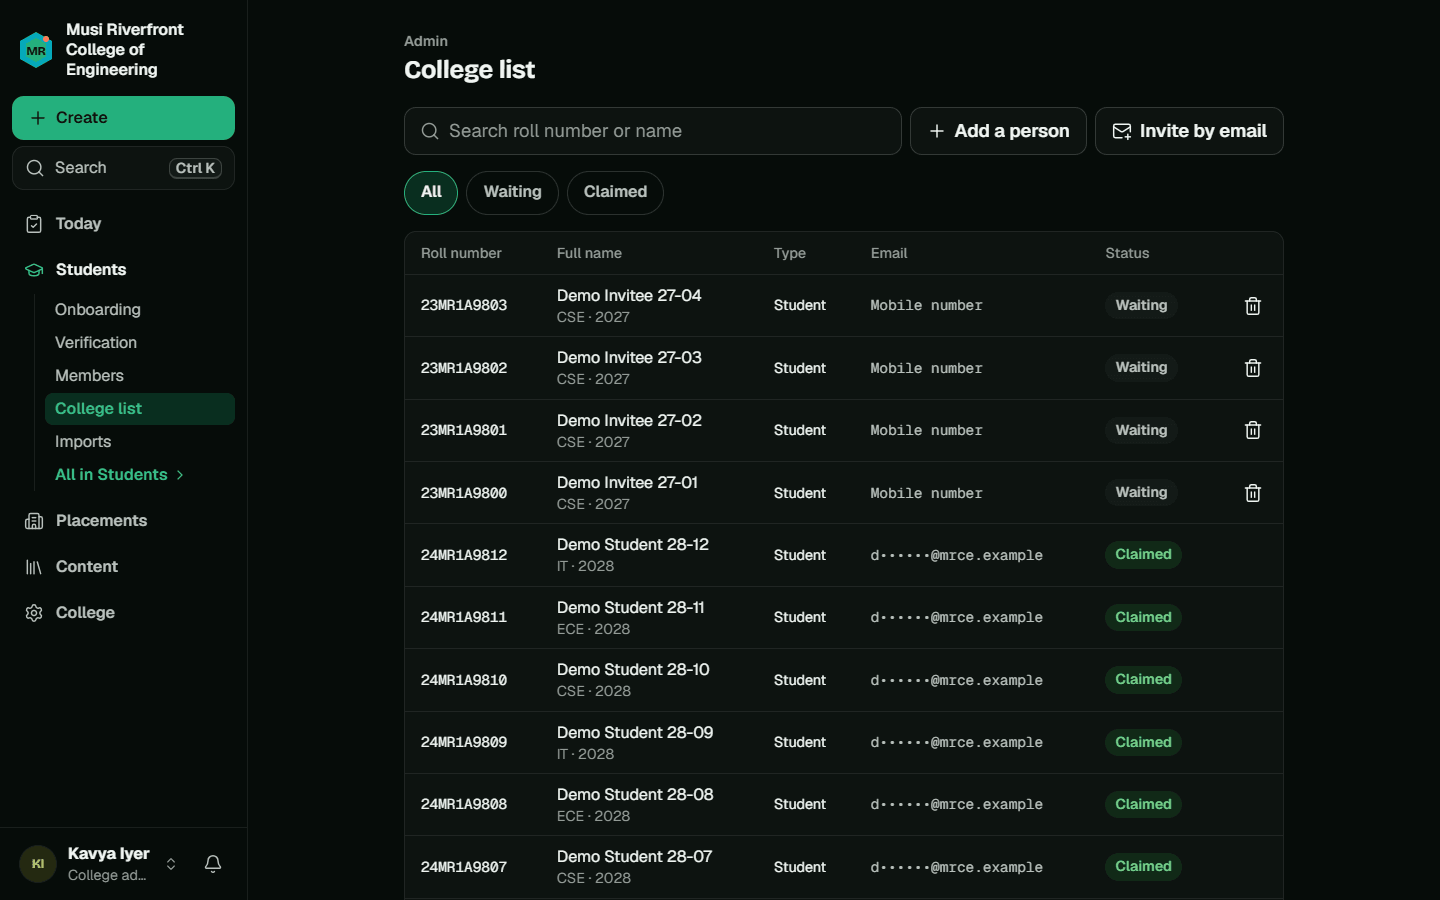 MR
Musi Riverfront
College of
Engineering
Create
Search
Ctrl K
Today
Students
Onboarding
Verification
Members
College list
Imports
All in Students
Placements
Content
College
KI
Kavya Iyer
College ad...
Admin
College list
Search roll number or name
Add a person
Invite by email
All
Waiting
Claimed
Roll number Full name Type Email Status
23MR1A9803 Demo Invitee 27-04 Student Mobile number Waiting
CSE · 2027
23MR1A9802 Demo Invitee 27-03 Student Mobile number Waiting
CSE · 2027
23MR1A9801 Demo Invitee 27-02 Student Mobile number Waiting
CSE · 2027
23MR1A9800 Demo Invitee 27-01 Student Mobile number Waiting
CSE · 2027
24MR1A9812 Demo Student 28-12 Student d••••••@mrce.example Claimed
IT · 2028
24MR1A9811 Demo Student 28-11 Student d••••••@mrce.example Claimed
ECE · 2028
24MR1A9810 Demo Student 28-10 Student d••••••@mrce.example Claimed
CSE · 2028
24MR1A9809 Demo Student 28-09 Student d••••••@mrce.example Claimed
IT · 2028
24MR1A9808 Demo Student 28-08 Student d••••••@mrce.example Claimed
ECE · 2028
24MR1A9807 Demo Student 28-07 Student d••••••@mrce.example Claimed
CSE · 2028